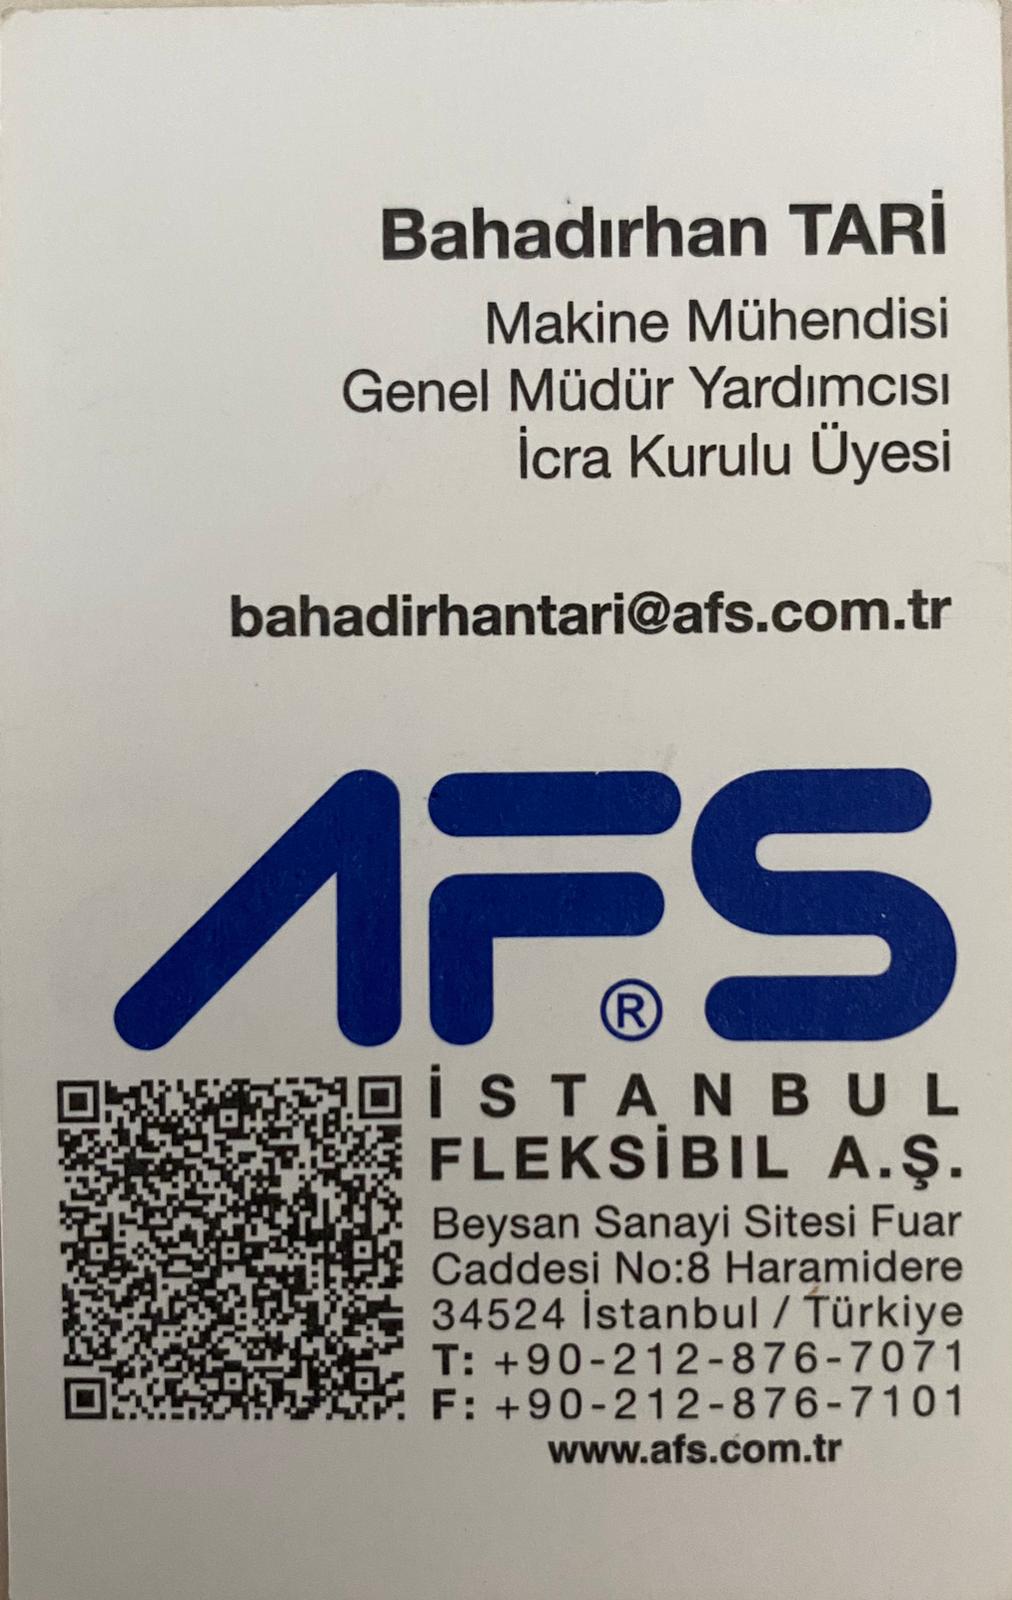 Bahadırhan TARİ
Makine Mühendisi
Genel Müdür Yardımcısı
İcra Kurulu Üyesi
bahadirhantari@afs.com.tr
AFS®
İSTANBUL
FLEKSİBIL A.Ş.
Beysan Sanayi Sitesi Fuar
Caddesi No:8 Haramidere
34524 İstanbul / Türkiye
T: +90-212-876-7071
F: +90-212-876-7101
www.afs.com.tr